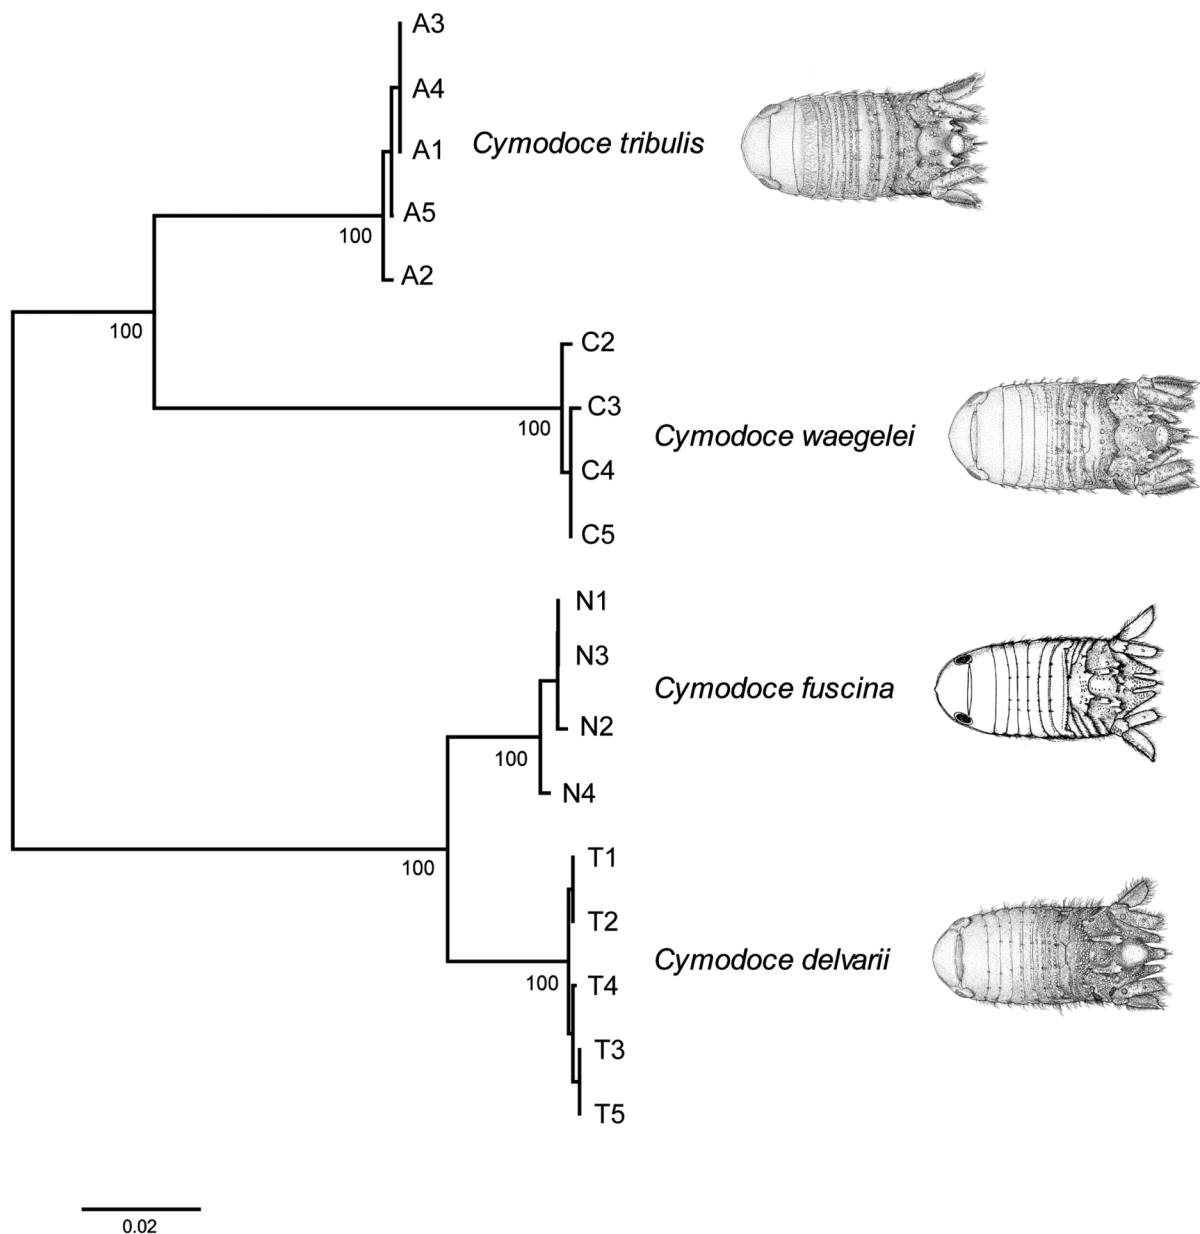 A3
A4
A1
Cymodoce tribulis
A5
100
A2
100
C2
C3
100
Cymodoce waegelei
C4
C5
N1
N3
Cymodoce fuscina
N2
100
N4
T1
100
T2
Cymodoce delvarii
100
T4
T3
T5
0.02